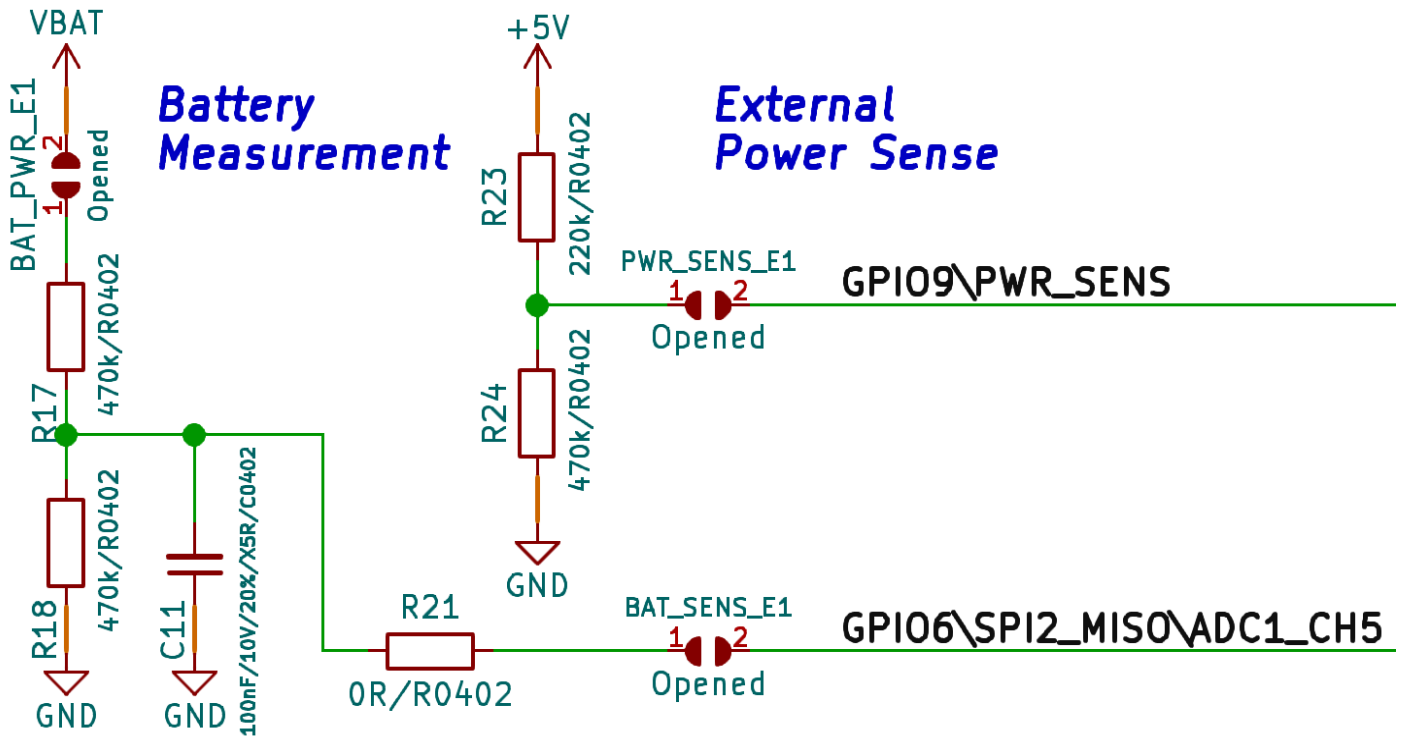 VBAT
BAT_PWR_E1
2
1
Opened
Battery
Measurement
R17
470k/R0402
R18
470k/R0402
GND
C11
100nF/10V/20%/X5R/C0402
GND
R21
0R/R0402
BAT_SENS_E1
1 2
Opened
GPIO6\SPI2_MISO\ADC1_CH5
+5V
External
Power Sense
R23
220k/R0402
PWR_SENS_E1
1 2
Opened
GPIO9\PWR_SENS
R24
470k/R0402
GND